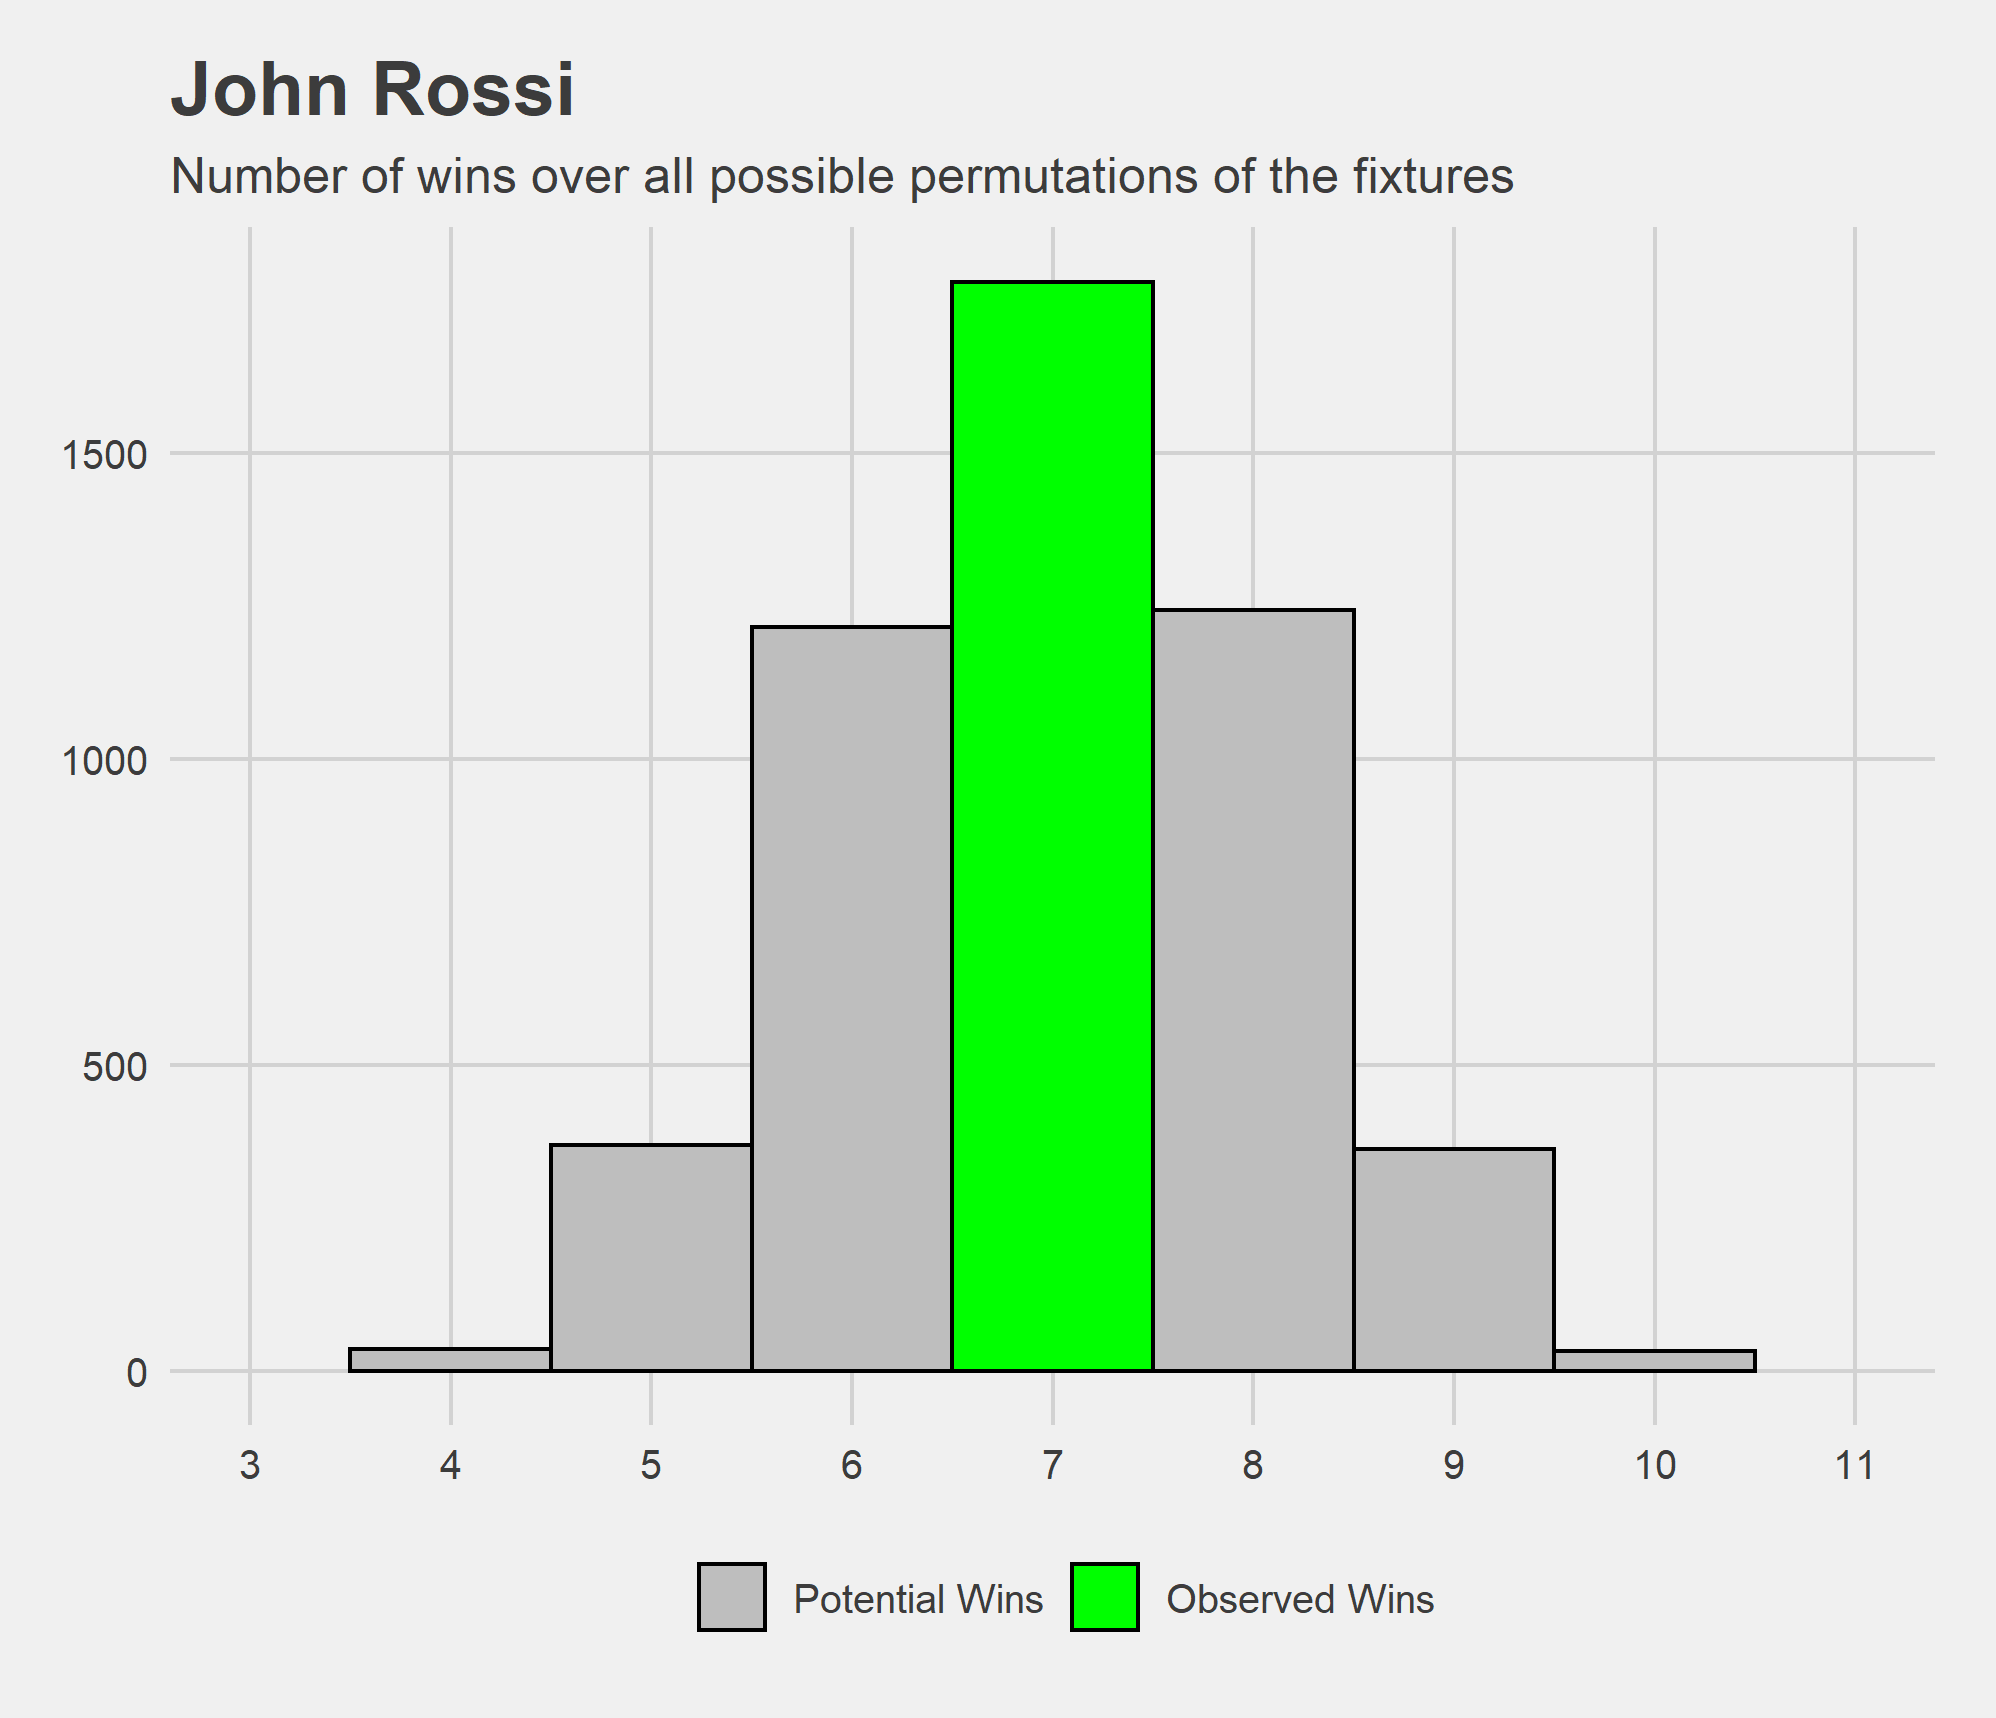 John Rossi
Number of wins over all possible permutations of the fixtures
1500
1000
500
0
3 4 5 6 7 8 9 10 11
Potential Wins Observed Wins